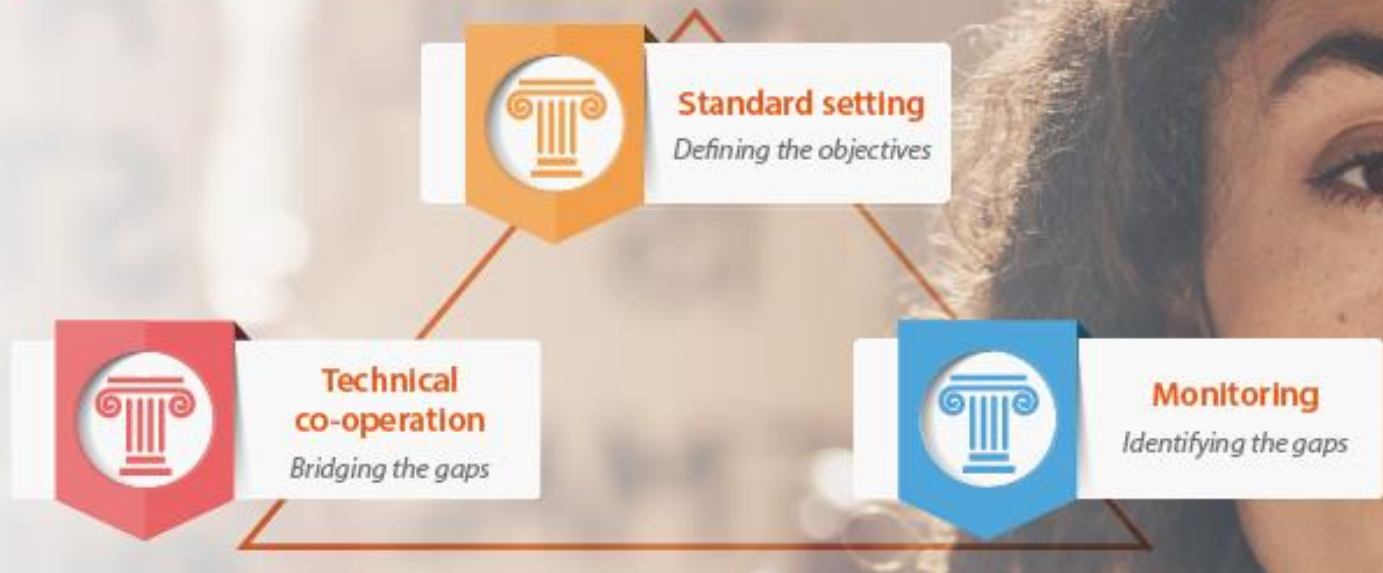 Standard setting
Defining the objectives
Technical
co-operation
Bridging the gaps
Monitoring
Identifying the gaps